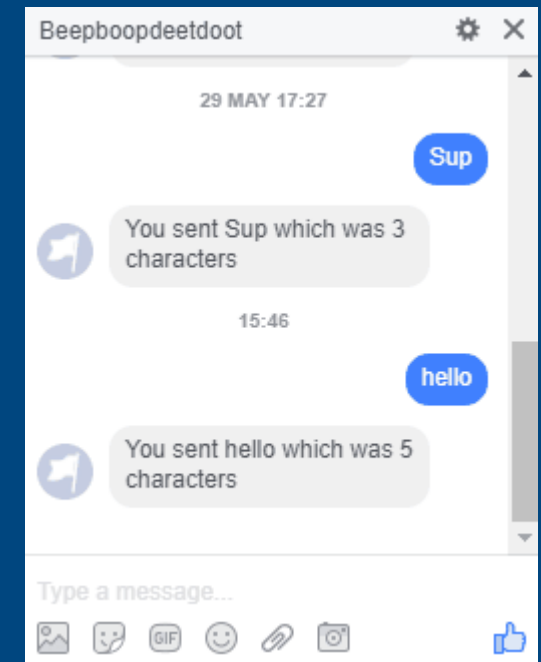 Beepboopdeetdoot
29 MAY 17:27
Sup
You sent Sup which was 3
characters
15:46
hello
You sent hello which was 5
characters
Type a message...
GIF